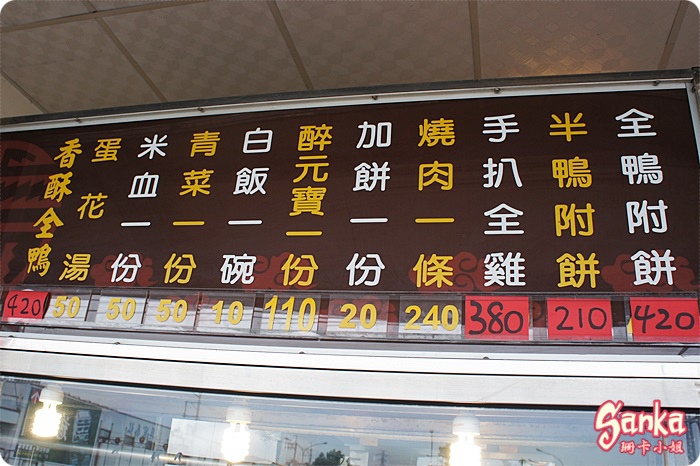 全鴨附餅 420
半鴨附餅 210
手扒全雞 380
燒肉一條 240
加餅一份 20
醉元寶一份 110
白飯一碗 10
青菜一份 50
米血一份 50
蛋花湯 50
香酥全鴨 420
Sanka
珊卡小姐